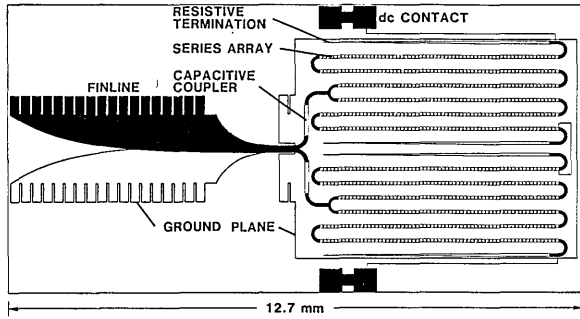 RESISTIVE
TERMINATION
dc CONTACT
SERIES ARRAY
CAPACITIVE
COUPLER
FINLINE
GROUND PLANE
12.7 mm